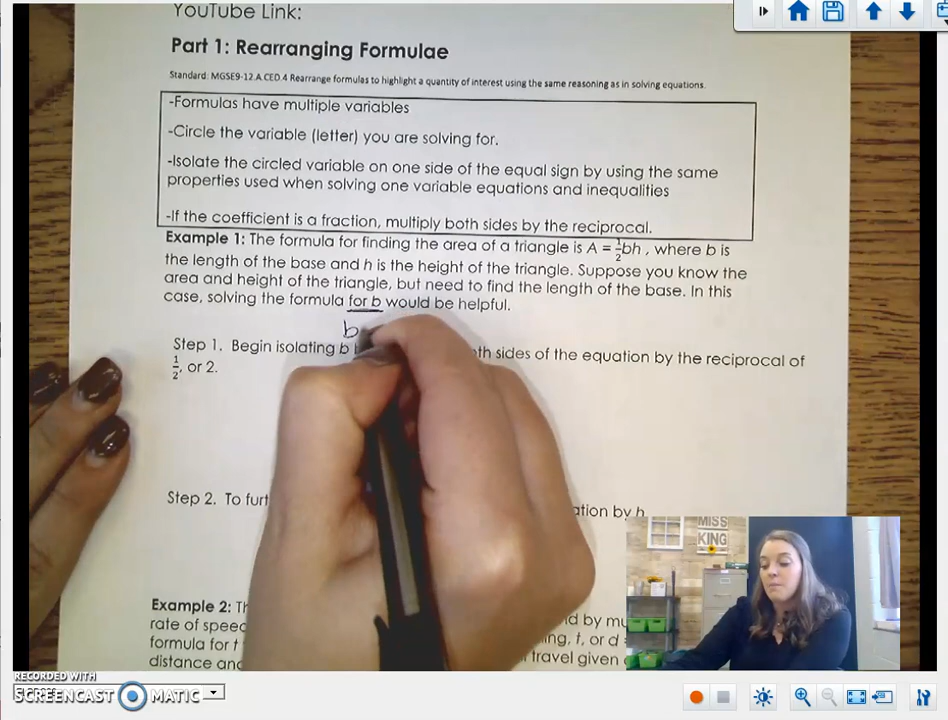 YouTube Link:
Part 1: Rearranging Formulae
Standard: MGSE9-12.A.CED.4 Rearrange formulas to highlight a quantity of interest using the same reasoning as in solving equations.
-Formulas have multiple variables
-Circle the variable (letter) you are solving for.
-Isolate the circled variable on one side of the equal sign by using the same
properties used when solving one variable equations and inequalities
-If the coefficient is a fraction, multiply both sides by the reciprocal.
Example 1: The formula for finding the area of a triangle is A = ½bh , where b is
the length of the base and h is the height of the triangle. Suppose you know the
area and height of the triangle, but need to find the length of the base. In this
case, solving the formula for b would be helpful.
b
Step 1. Begin isolating b sides of the equation by the reciprocal of
½, or 2.
Step 2. To by h
MISS
KING
Example 2:
rate of speed by
formula for t or d
distance travel given
RECORDED WITH
SCREENCAST MATIC